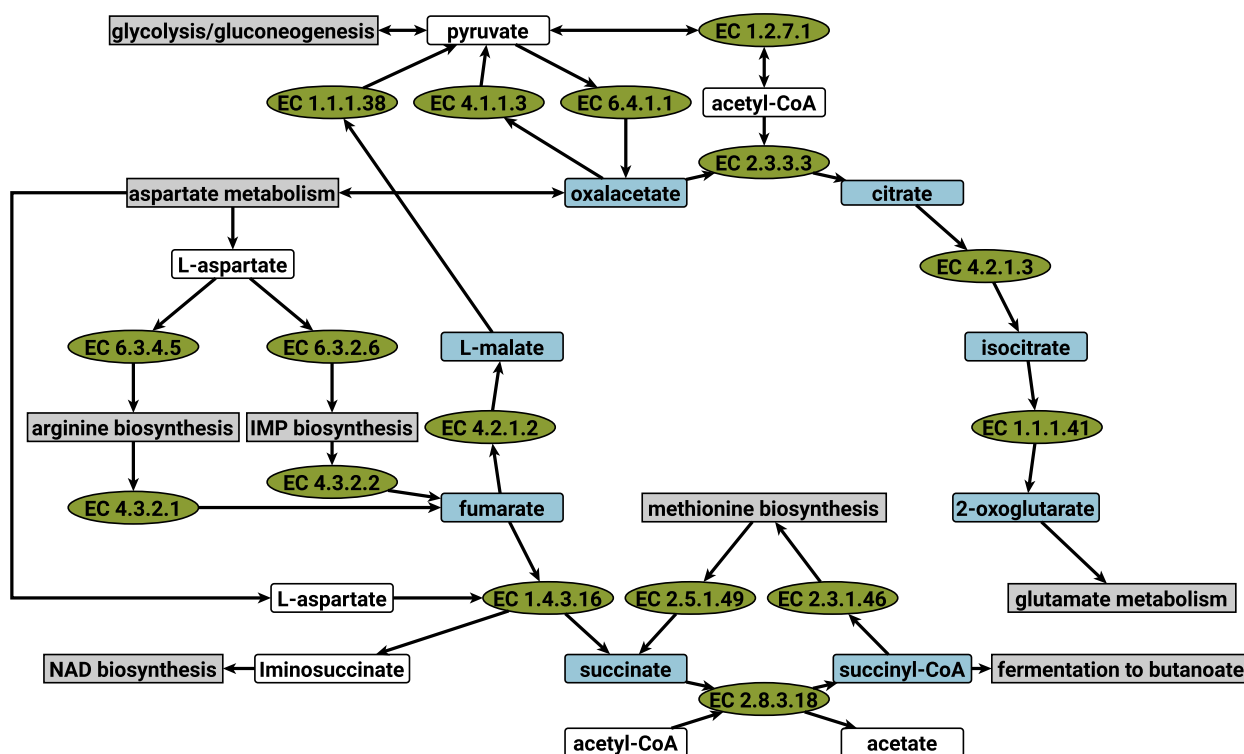 glycolysis/gluconeogenesis
pyruvate
EC 1.2.7.1
EC 1.1.1.38
EC 4.1.1.3
EC 6.4.1.1
acetyl-CoA
EC 2.3.3.3
aspartate metabolism
oxalacetate
citrate
L-aspartate
EC 4.2.1.3
EC 6.3.4.5
EC 6.3.2.6
L-malate
isocitrate
arginine biosynthesis
IMP biosynthesis
EC 4.2.1.2
EC 1.1.1.41
EC 4.3.2.2
EC 4.3.2.1
fumarate
methionine biosynthesis
2-oxoglutarate
L-aspartate
EC 1.4.3.16
EC 2.5.1.49
EC 2.3.1.46
glutamate metabolism
NAD biosynthesis
Iminosuccinate
succinate
succinyl-CoA
fermentation to butanoate
EC 2.8.3.18
acetyl-CoA
acetate